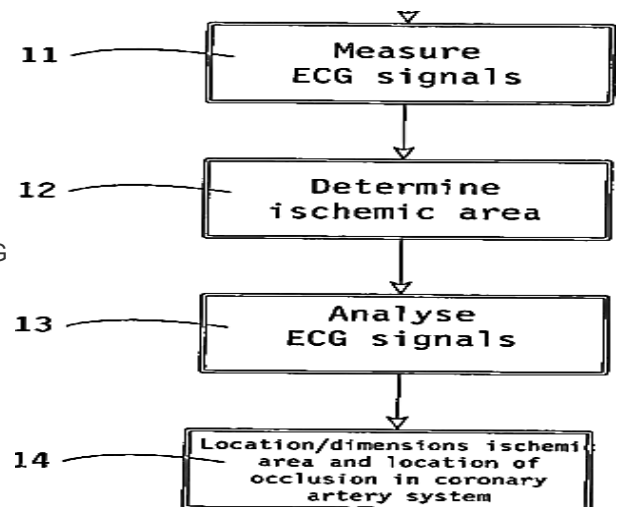 11
Measure
ECG signals
12
Determine
ischemic area
G
13
Analyse
ECG signals
14
Location/dimensions ischemic
area and location of
occlusion in coronary
artery system